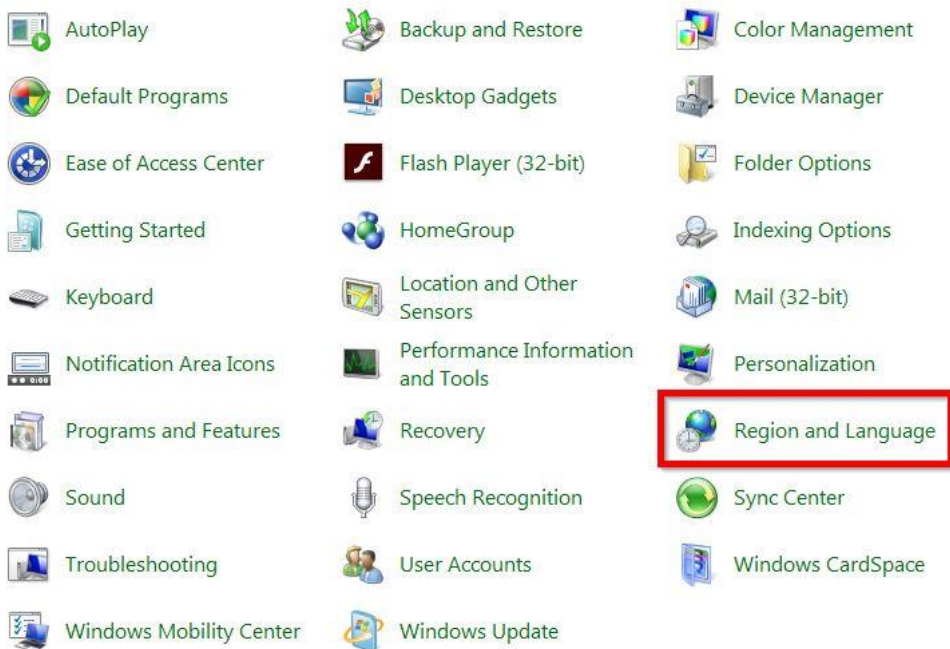 AutoPlay
Backup and Restore
Color Management
Default Programs
Desktop Gadgets
Device Manager
Ease of Access Center
Flash Player (32-bit)
Folder Options
Getting Started
HomeGroup
Indexing Options
Keyboard
Location and Other
Sensors
Mail (32-bit)
Notification Area Icons
Performance Information
and Tools
Personalization
Programs and Features
Recovery
Region and Language
Sound
Speech Recognition
Sync Center
Troubleshooting
User Accounts
Windows CardSpace
Windows Mobility Center
Windows Update